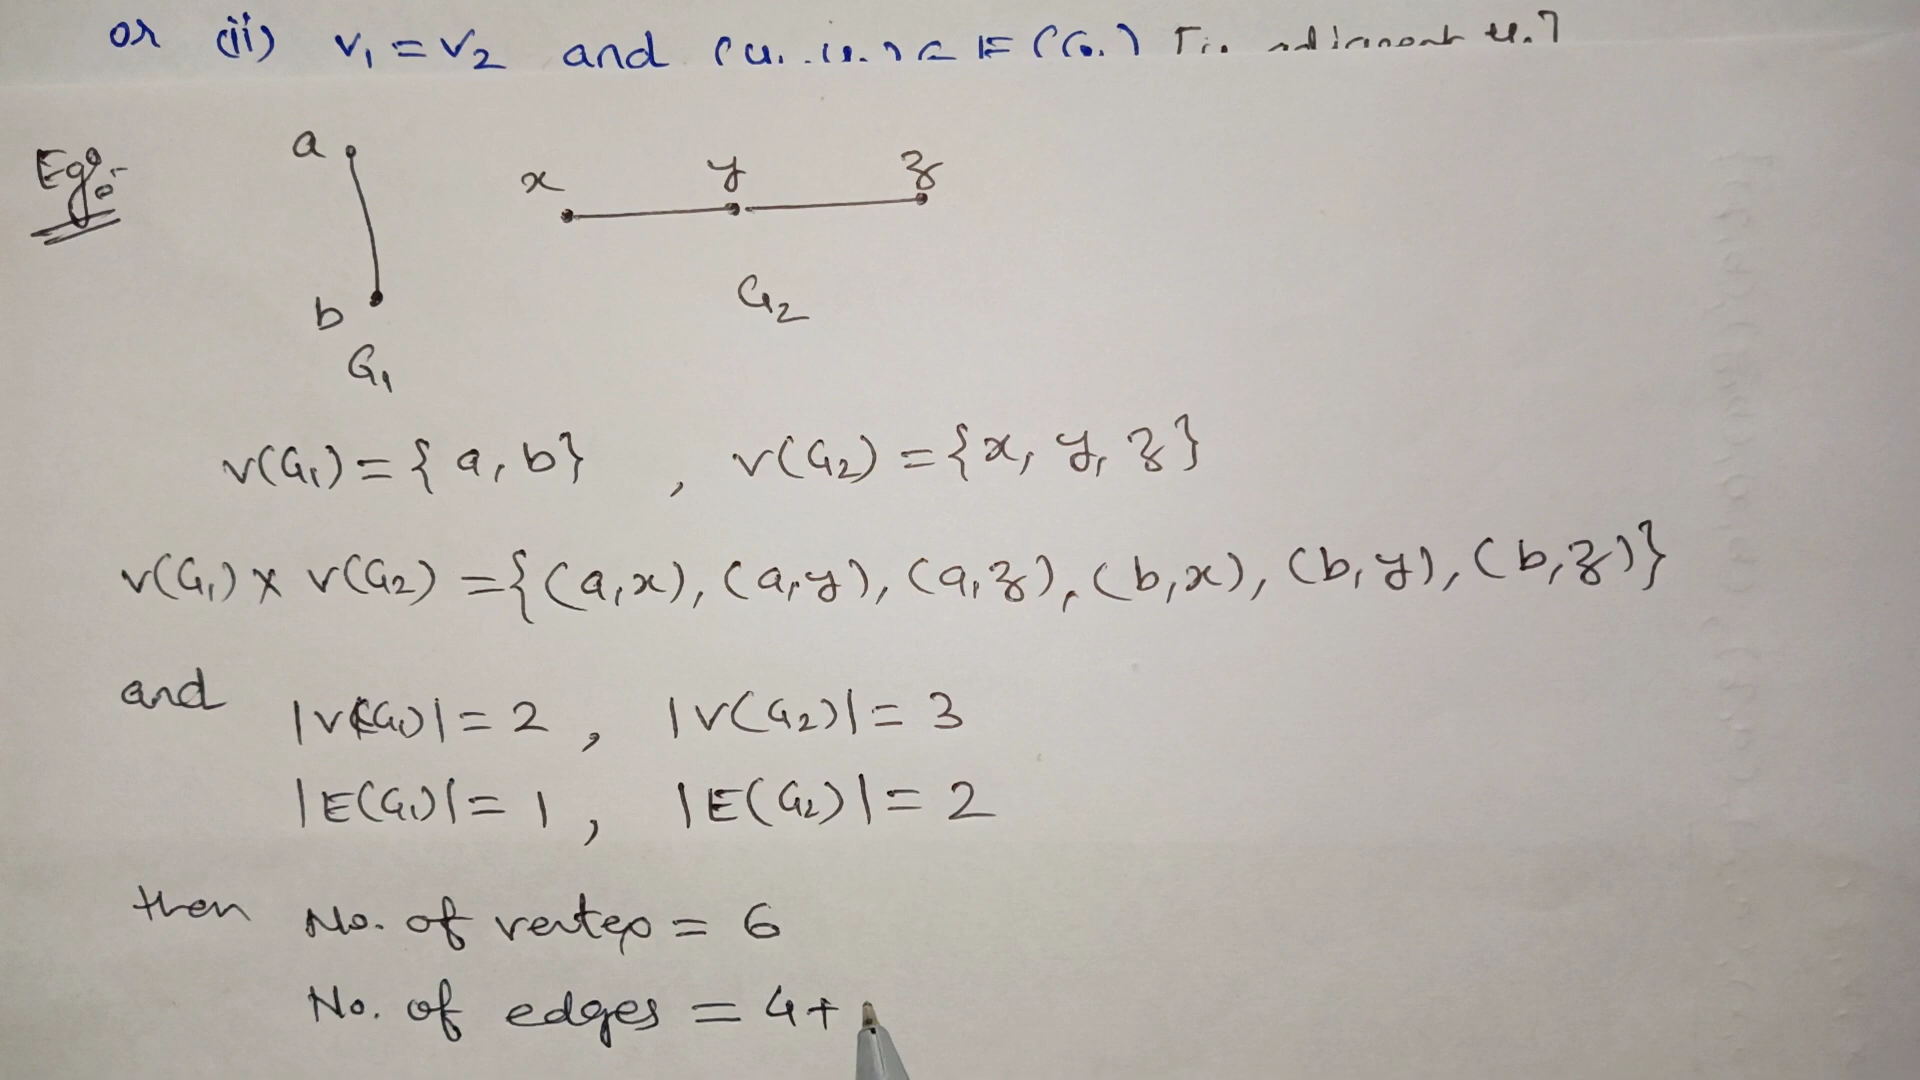 or (ii) v₁ = v₂ and
Eg:-
a
x y z
b
G₂
G₁
v(G₁) = { a, b} , v(G₂) = {x, y, z}
v(G₁) × v(G₂) = {(a,x), (a,y), (a,z), (b,x), (b,y), (b,z)}
and |V(G₁)| = 2 , |V(G₂)| = 3
|E(G₁)| = 1 , |E(G₂)| = 2
then No. of vertex = 6
No. of edges = 4+